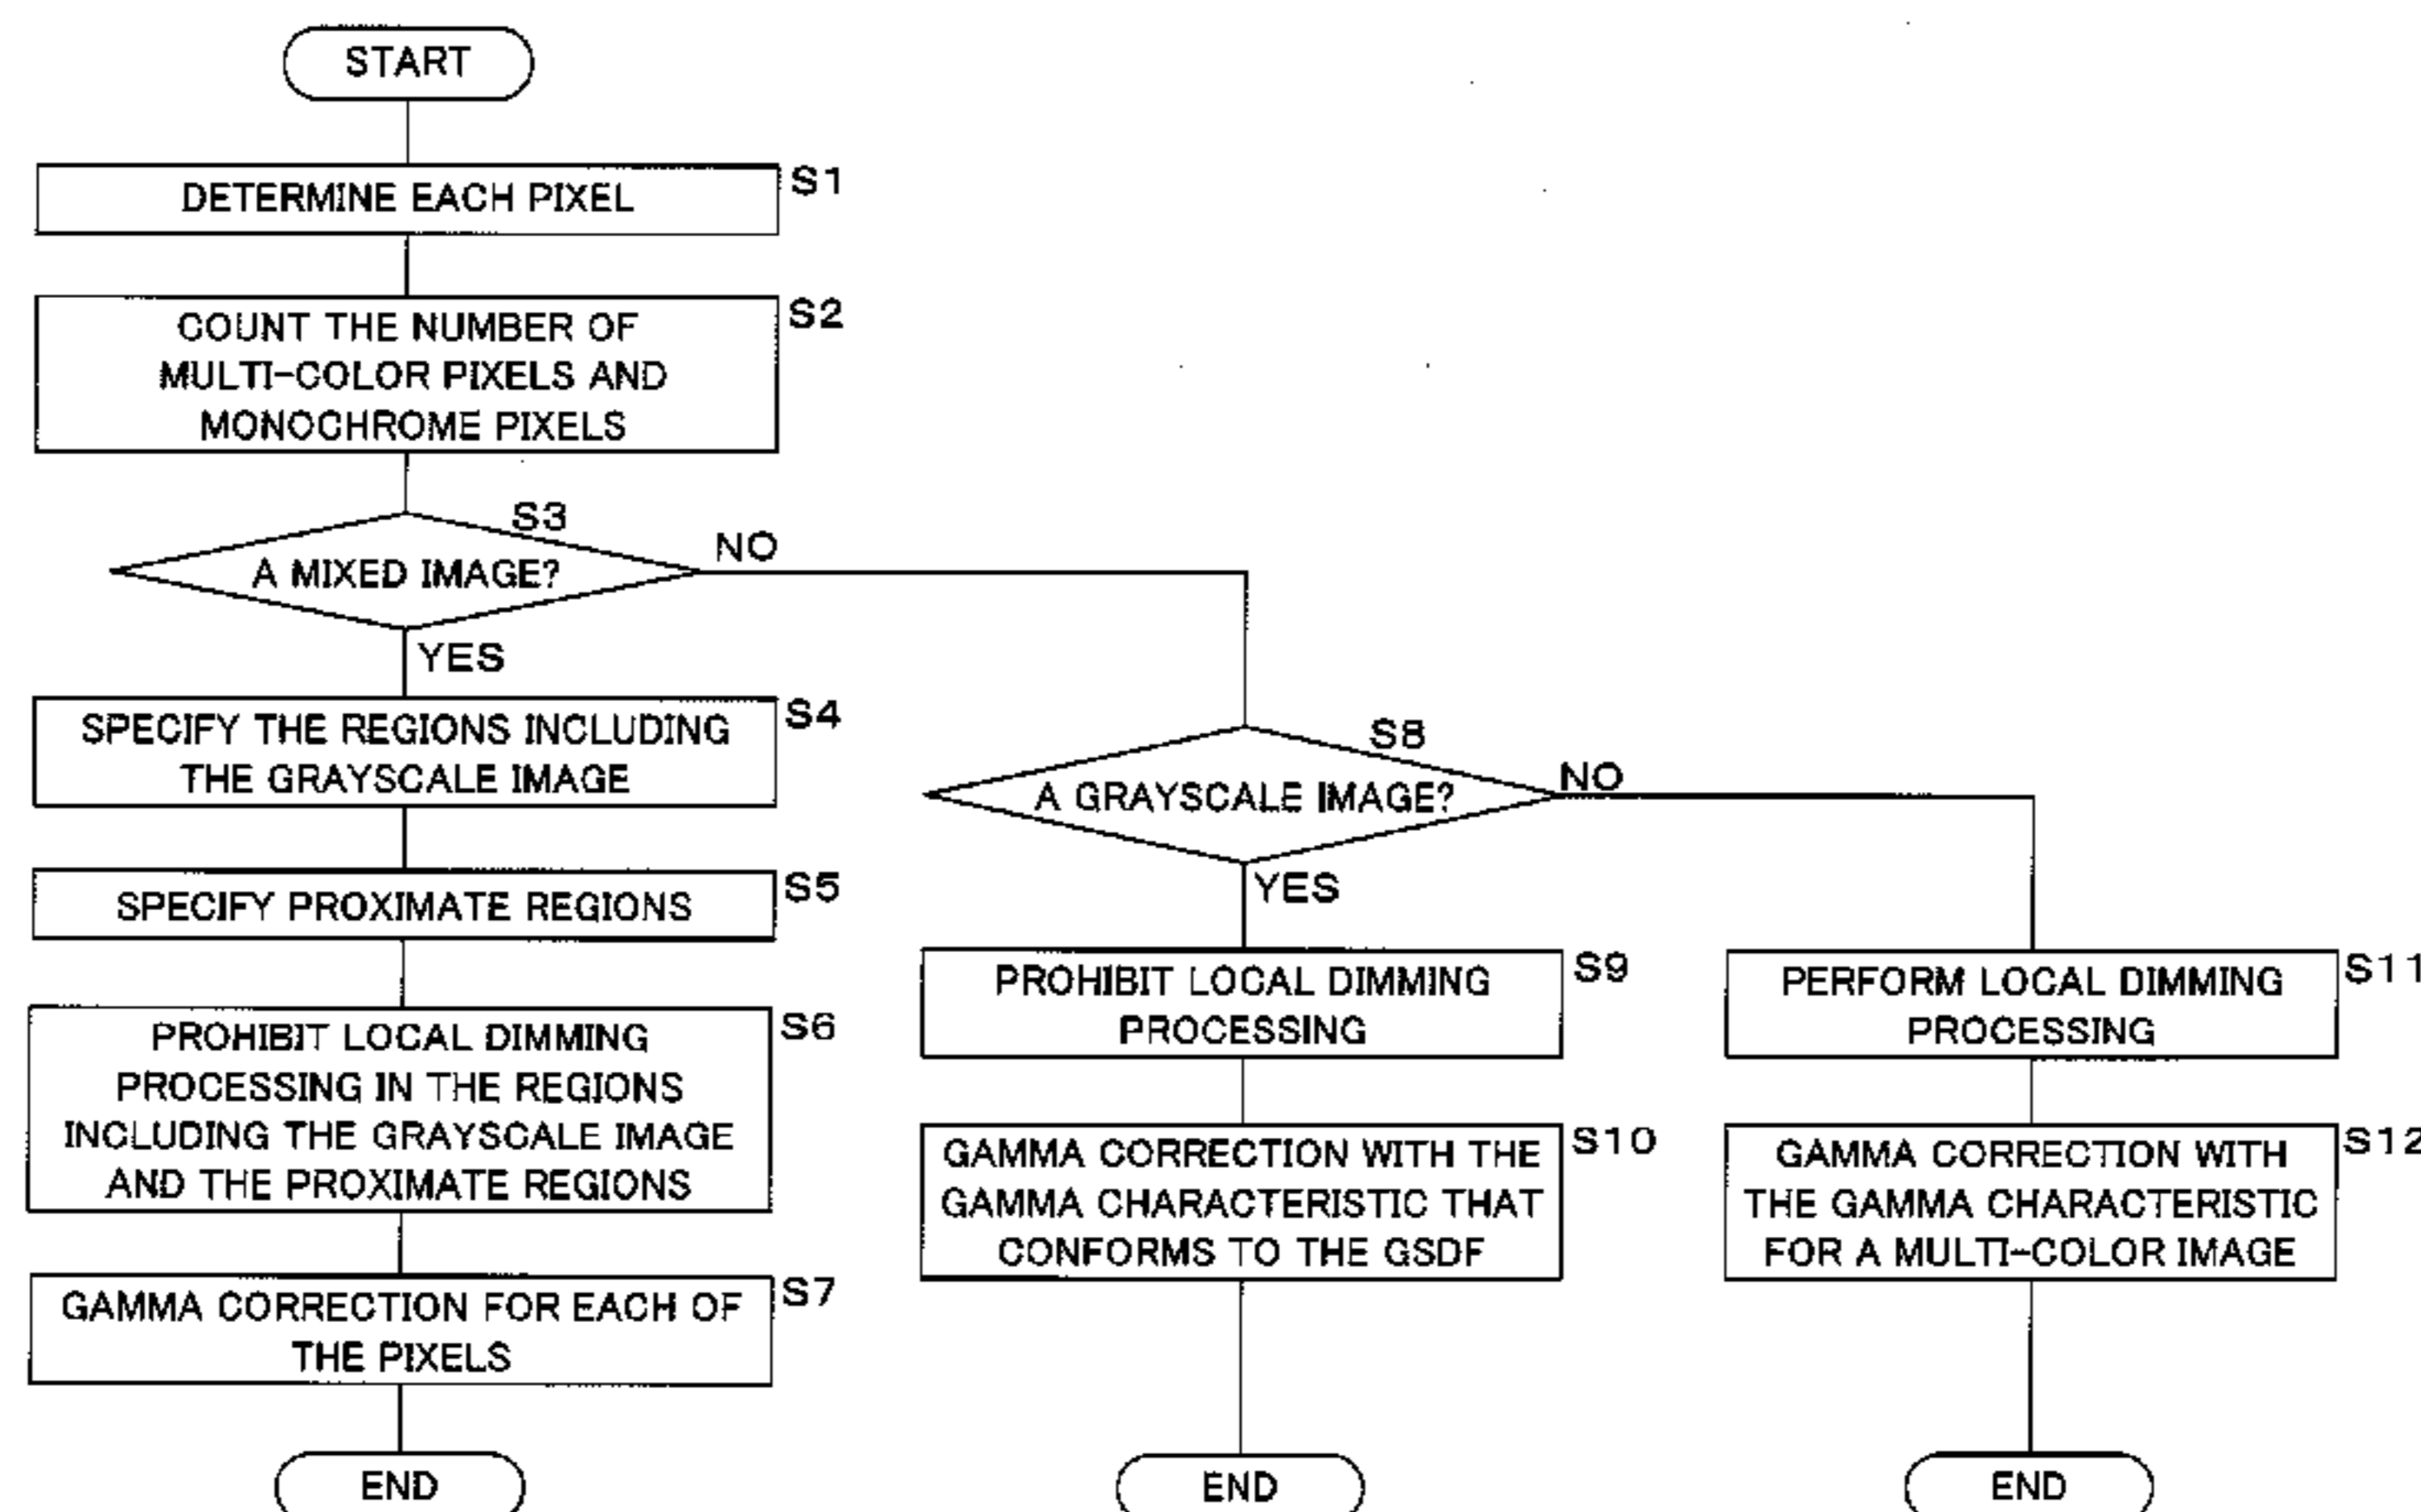 START
DETERMINE EACH PIXEL
S1
COUNT THE NUMBER OF
MULTI-COLOR PIXELS AND
MONOCHROME PIXELS
S2
A MIXED IMAGE?
S3
NO
YES
SPECIFY THE REGIONS INCLUDING
THE GRAYSCALE IMAGE
S4
SPECIFY PROXIMATE REGIONS
S5
PROHIBIT LOCAL DIMMING
PROCESSING IN THE REGIONS
INCLUDING THE GRAYSCALE IMAGE
AND THE PROXIMATE REGIONS
S6
GAMMA CORRECTION FOR EACH OF
THE PIXELS
S7
END
A GRAYSCALE IMAGE?
S8
NO
YES
PROHIBIT LOCAL DIMMING
PROCESSING
S9
GAMMA CORRECTION WITH THE
GAMMA CHARACTERISTIC THAT
CONFORMS TO THE GSDF
S10
END
PERFORM LOCAL DIMMING
PROCESSING
S11
GAMMA CORRECTION WITH
THE GAMMA CHARACTERISTIC
FOR A MULTI-COLOR IMAGE
S12
END